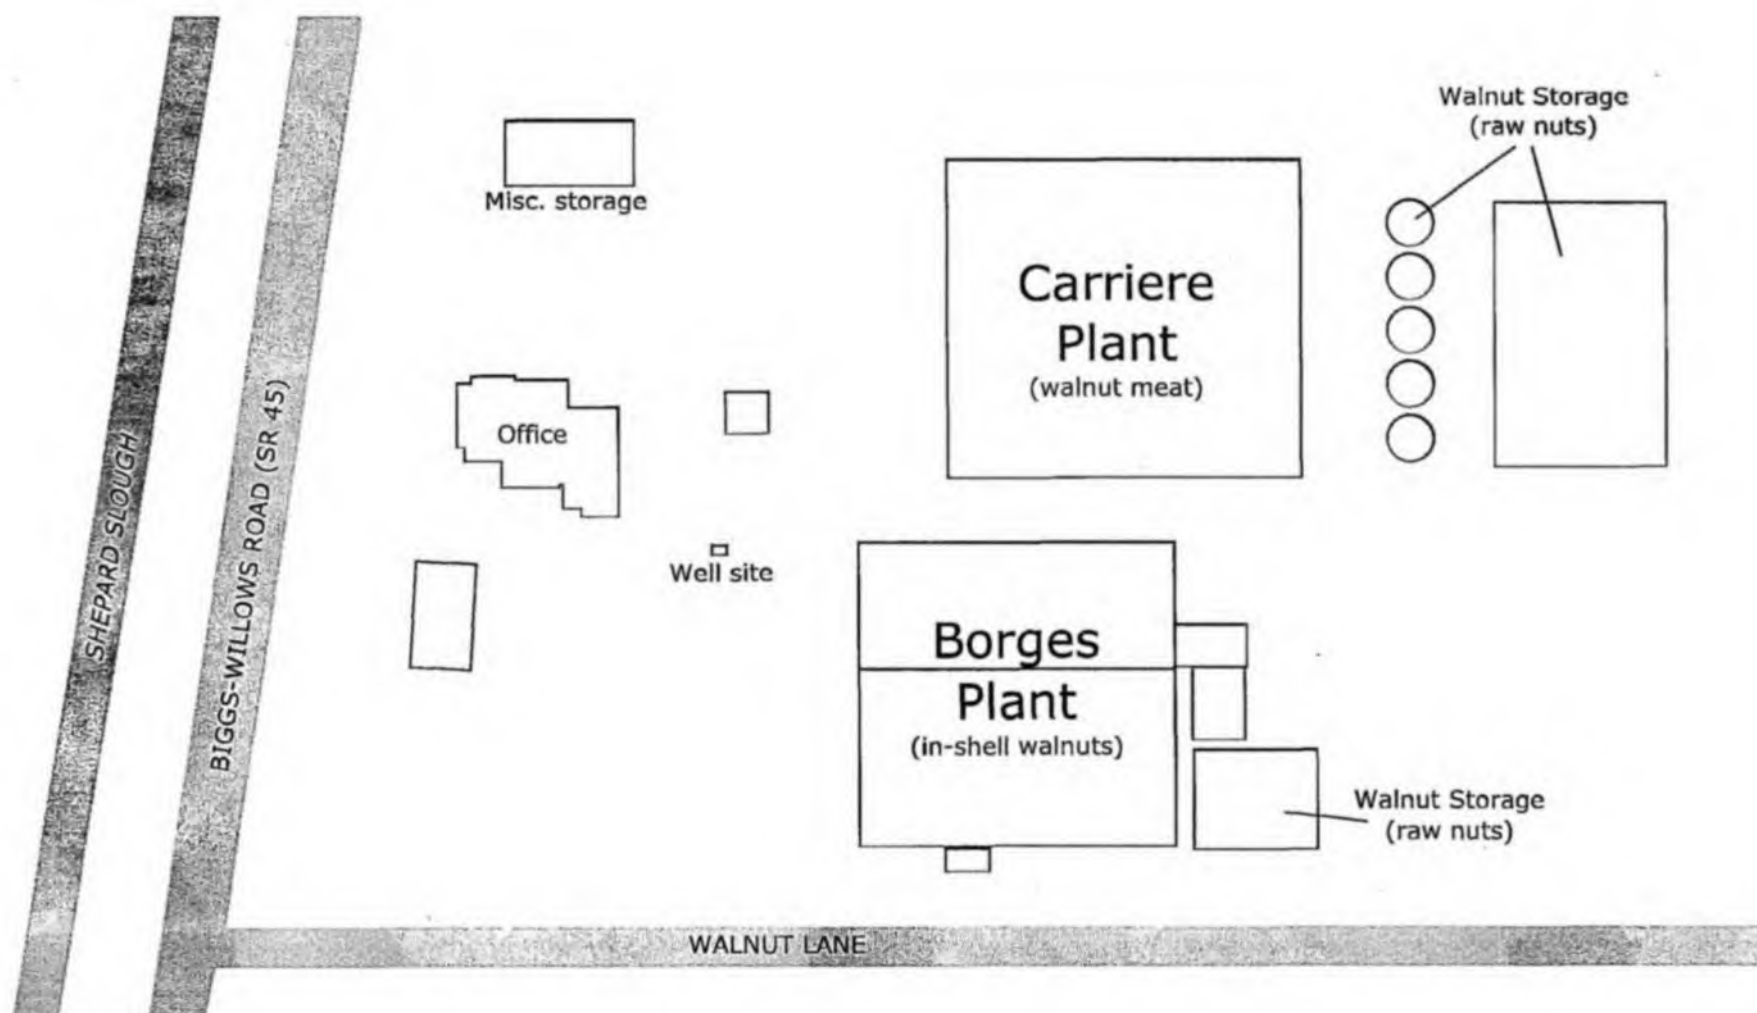 Walnut Storage
(raw nuts)
Misc. storage
Carriere
Plant
(walnut meat)
Office
BIGGS-WILLOWS ROAD (SR 45)
SHEPARD SLOUGH
Well site
Borges
Plant
(in-shell walnuts)
Walnut Storage
(raw nuts)
WALNUT LANE